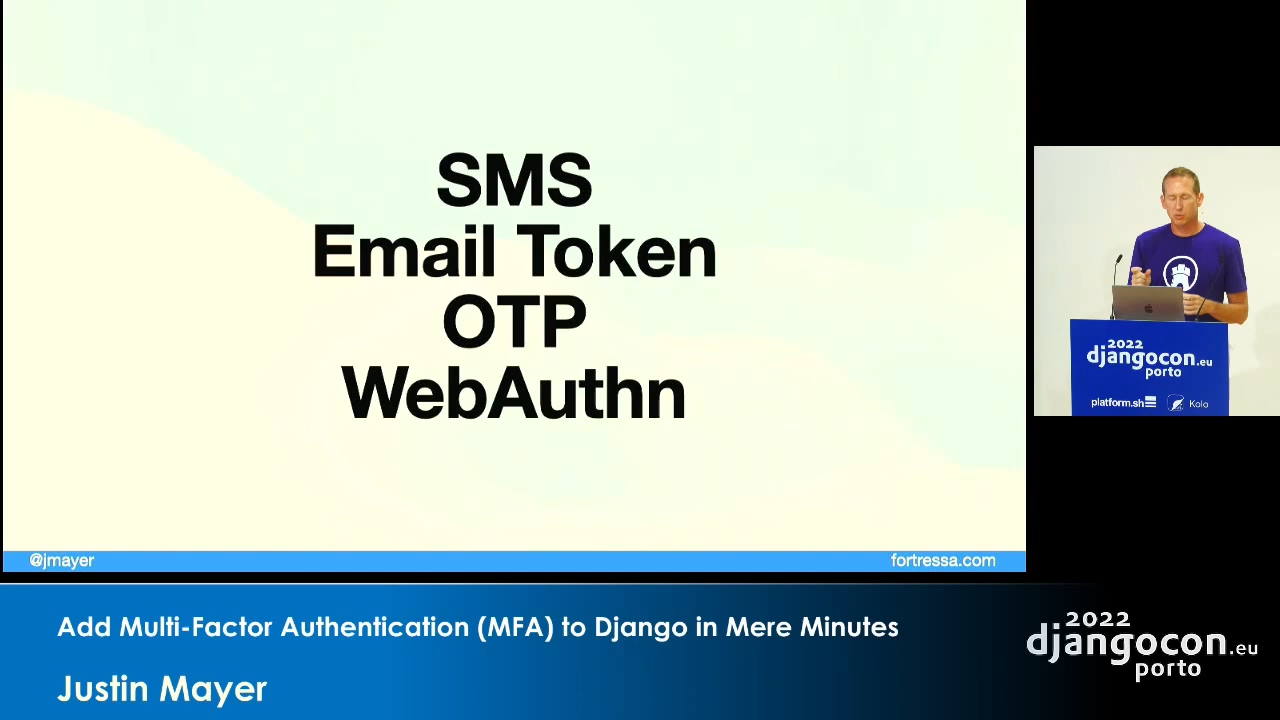 SMS
Email Token
OTP
WebAuthn
@jmayer
fortressa.com
2022
djangocon.eu
porto
platform.sh
Kolo
Add Multi-Factor Authentication (MFA) to Django in Mere Minutes
Justin Mayer
2022
djangocon.eu
porto